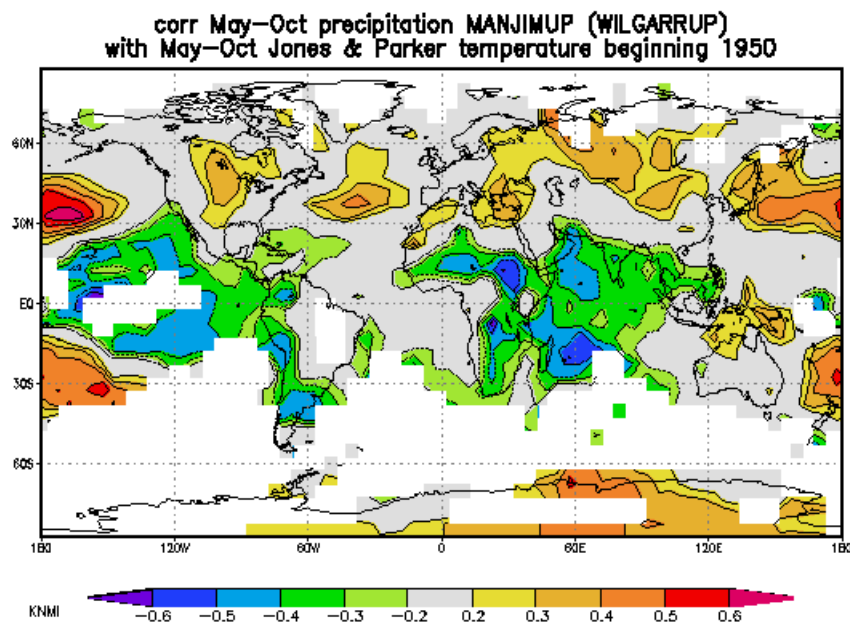 corr May-Oct precipitation MANJIMUP (WILGARRUP)
with May-Oct Jones & Parker temperature beginning 1950
60N
30N
EQ
30S
60S
180 120W 60W 0 60E 120E 180
KNMI
-0.6 -0.5 -0.4 -0.3 -0.2 0.2 0.3 0.4 0.5 0.6